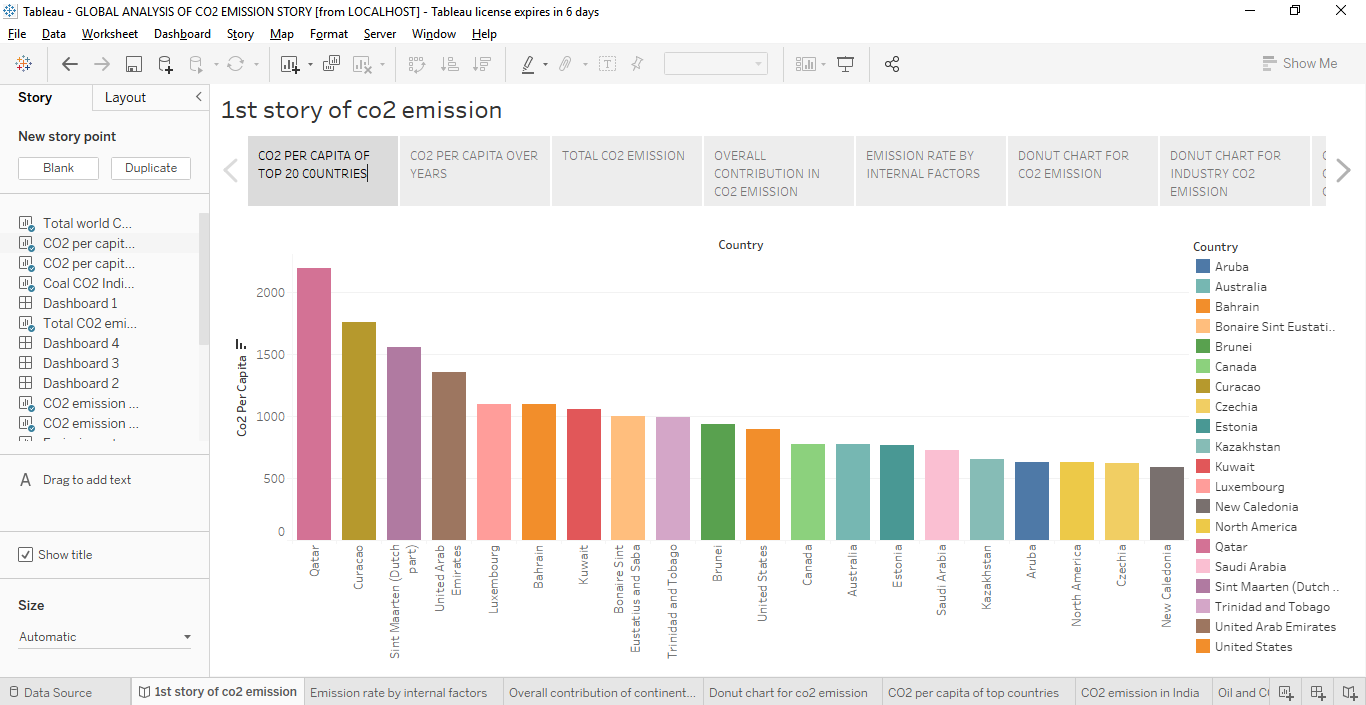 Tableau - GLOBAL ANALYSIS OF CO2 EMISSION STORY [from LOCALHOST] - Tableau license expires in 6 days
File Data Worksheet Dashboard Story Map Format Server Window Help
Show Me
Story Layout
New story point
Blank Duplicate
Total world C...
CO2 per capit...
CO2 per capit...
Coal CO2 Indi...
Dashboard 1
Total CO2 emi...
Dashboard 4
Dashboard 3
Dashboard 2
CO2 emission ...
CO2 emission ...
A Drag to add text
Show title
Size
Automatic
1st story of co2 emission
CO2 PER CAPITA OF
TOP 20 C0UNTRIES
CO2 PER CAPITA OVER
YEARS
TOTAL CO2 EMISSION
OVERALL
CONTRIBUTION IN
CO2 EMISSION
EMISSION RATE BY
INTERNAL FACTORS
DONUT CHART FOR
CO2 EMISSION
DONUT CHART FOR
INDUSTRY CO2
EMISSION
Country
Co2 Per Capita
2000
1500
1000
500
0
Qatar
Curacao
Sint Maarten (Dutch
part)
United Arab
Emirates
Luxembourg
Bahrain
Kuwait
Bonaire Sint
Eustatius and Saba
Trinidad and Tobago
Brunei
United States
Canada
Australia
Estonia
Saudi Arabia
Kazakhstan
Aruba
North America
Czechia
New Caledonia
Country
Aruba
Australia
Bahrain
Bonaire Sint Eustati..
Brunei
Canada
Curacao
Czechia
Estonia
Kazakhstan
Kuwait
Luxembourg
New Caledonia
North America
Qatar
Saudi Arabia
Sint Maarten (Dutch ..
Trinidad and Tobago
United Arab Emirates
United States
Data Source
1st story of co2 emission
Emission rate by internal factors
Overall contribution of continent...
Donut chart for co2 emission
CO2 per capita of top countries
CO2 emission in India
Oil and